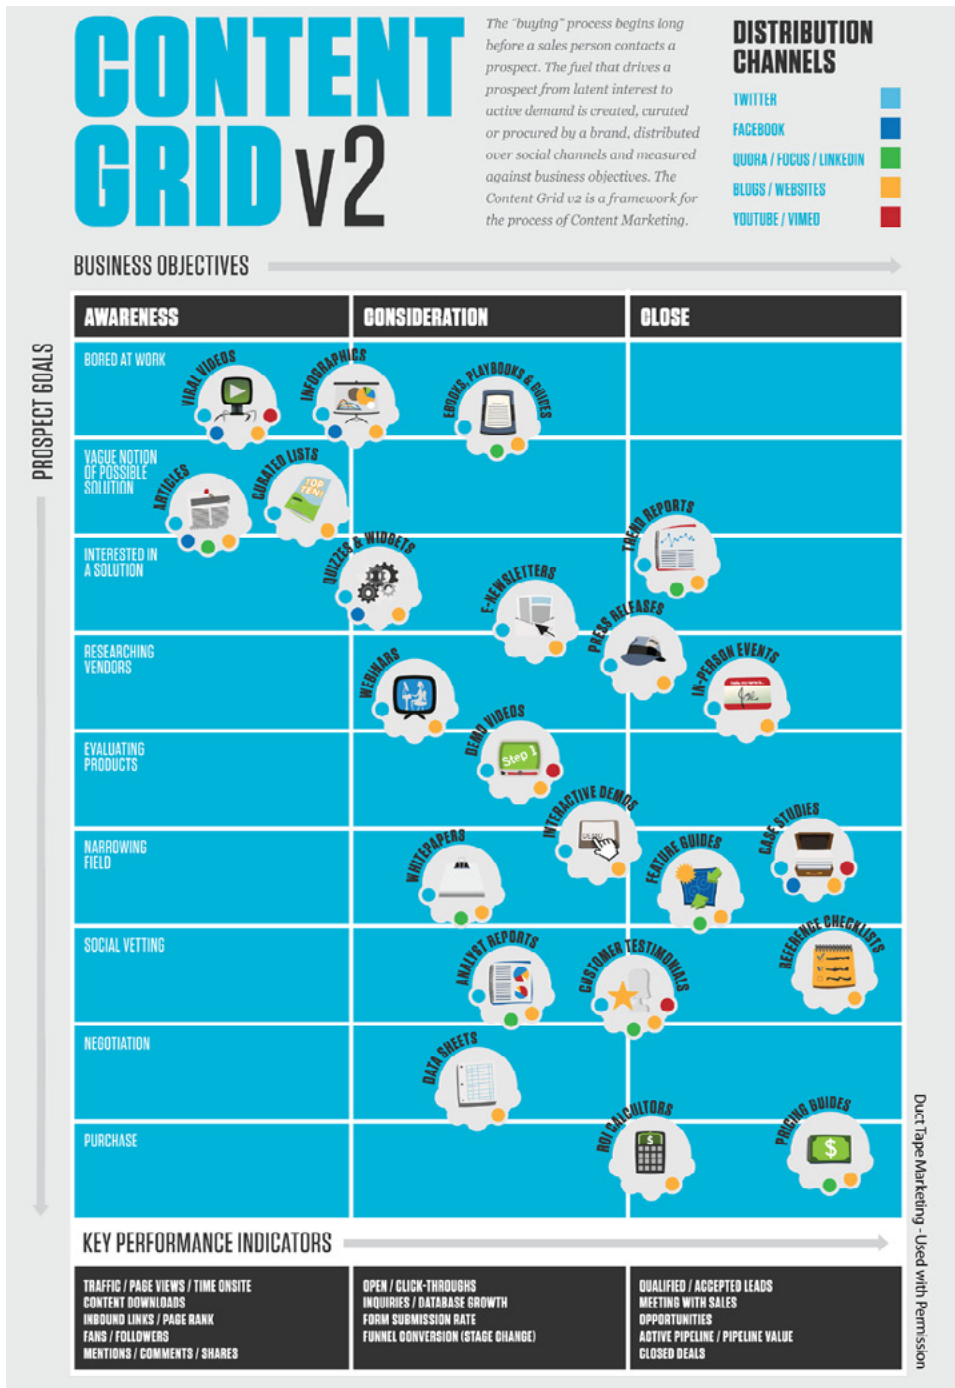 CONTENT
GRID v2
The "buying" process begins long
before a sales person contacts a
prospect. The fuel that drives a
prospect from latent interest to
active demand is created, curated
or procured by a brand, distributed
over social channels and measured
against business objectives. The
Content Grid v2 is a framework for
the process of Content Marketing.
DISTRIBUTION
CHANNELS
TWITTER
FACEBOOK
QUORA / FOCUS / LINKEDIN
BLOGS / WEBSITES
YOUTUBE / VIMEO
BUSINESS OBJECTIVES
PROSPECT GOALS
AWARENESS
CONSIDERATION
CLOSE
BORED AT WORK
VIRAL VIDEOS
INFOGRAPHICS
EBOOKS, PLAYBOOKS & GUIDES
VAGUE NOTION
OF POSSIBLE
SOLUTION
ARTICLES
CURATED LISTS
TOP
TEN!
TREND REPORTS
INTERESTED IN
A SOLUTION
QUIZZES & WIDGETS
E-NEWSLETTERS
PRESS RELEASES
RESEARCHING
VENDORS
WEBINARS
IN-PERSON EVENTS
DEMO VIDEOS
Step 1
EVALUATING
PRODUCTS
INTERACTIVE DEMOS
DEMO
NARROWING
FIELD
WHITEPAPERS
FEATURE GUIDES
CASE STUDIES
SOCIAL VETTING
ANALYST REPORTS
CUSTOMER TESTIMONIALS
REFERENCE CHECKLISTS
NEGOTIATION
DATA SHEETS
PURCHASE
ROI CALCULTORS
$
PRICING GUIDES
$
KEY PERFORMANCE INDICATORS
TRAFFIC / PAGE VIEWS / TIME ONSITE
CONTENT DOWNLOADS
INBOUND LINKS / PAGE RANK
FANS / FOLLOWERS
MENTIONS / COMMENTS / SHARES
OPEN / CLICK-THROUGHS
INQUIRIES / DATABASE GROWTH
FORM SUBMISSION RATE
FUNNEL CONVERSION (STAGE CHANGE)
QUALIFIED / ACCEPTED LEADS
MEETING WITH SALES
OPPORTUNITIES
ACTIVE PIPELINE / PIPELINE VALUE
CLOSED DEALS
Duct Tape Marketing - Used with Permission